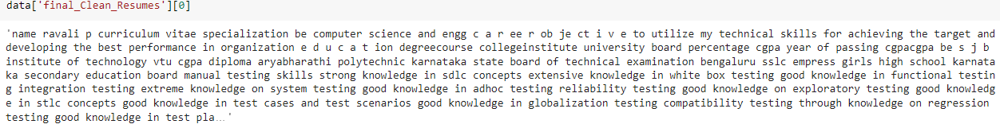 data['final_Clean_Resumes'][0]
'name ravali p curriculum vitae specialization be computer science and engg c a r ee r ob je ct i v e to utilize my technical skills for achieving the target and
developing the best performance in organization e d u c a t ion degreecourse collegeinstitute university board percentage cgpa year of passing cgpacgpa be s j b
institute of technology vtu cgpa diploma aryabharathi polytechnic karnataka state board of technical examination bengaluru sslc empress girls high school karnata
ka secondary education board manual testing skills strong knowledge in sdlc concepts extensive knowledge in white box testing good knowledge in functional testin
g integration testing extreme knowledge on system testing good knowledge in adhoc testing reliability testing good knowledge on exploratory testing good knowledg
e in stlc concepts good knowledge in test cases and test scenarios good knowledge in globalization testing compatibility testing through knowledge on regression
testing good knowledge in test pla…'